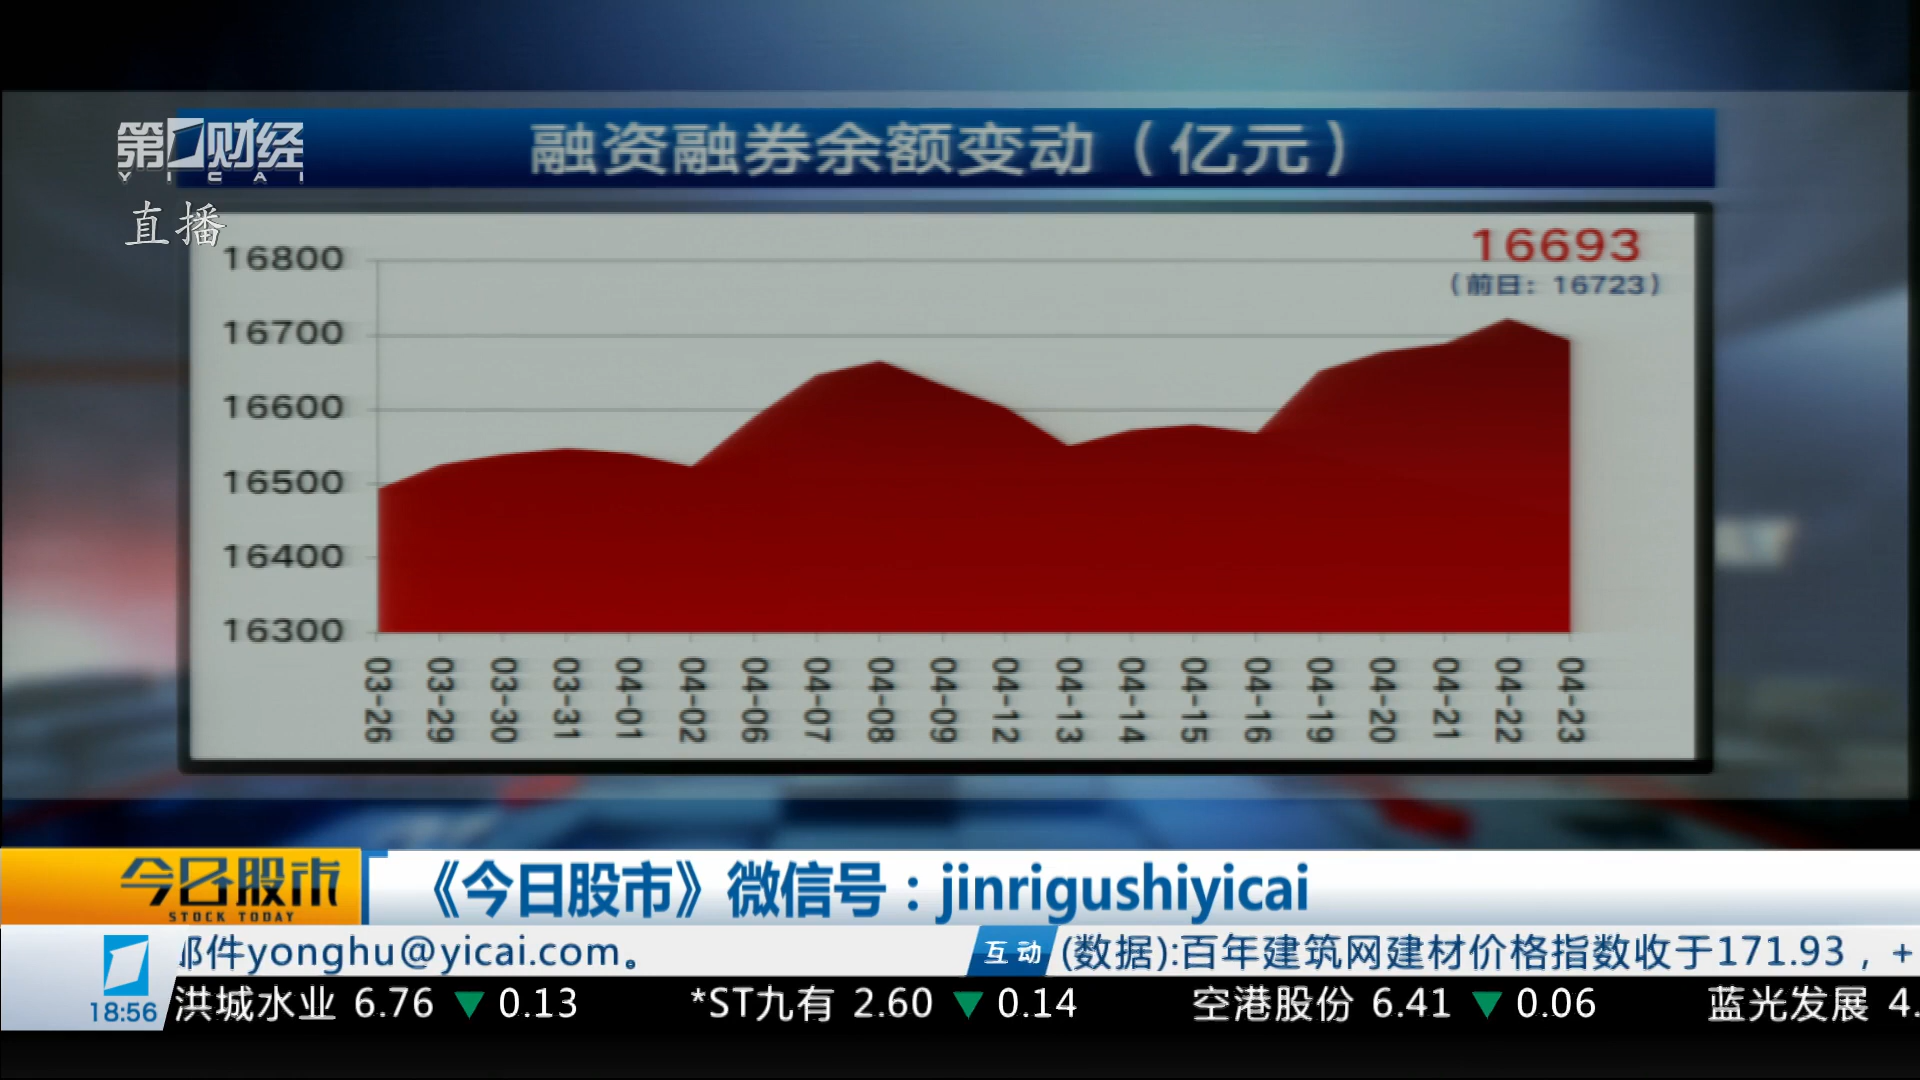 第一财经
YICAI
直播
融资融券余额变动（亿元）
16693
（前日：16723）
16800
16700
16600
16500
16400
16300
03-26
03-29
03-30
03-31
04-01
04-02
04-06
04-07
04-08
04-09
04-12
04-13
04-14
04-15
04-16
04-19
04-20
04-21
04-22
04-23
今日股市
STOCK TODAY
《今日股市》微信号：jinrigushiyicai
邮件yonghu@yicai.com。
互动
(数据):百年建筑网建材价格指数收于171.93，+
18:56
洪城水业 6.76 ▼ 0.13
*ST九有 2.60 ▼ 0.14
空港股份 6.41 ▼ 0.06
蓝光发展 4.